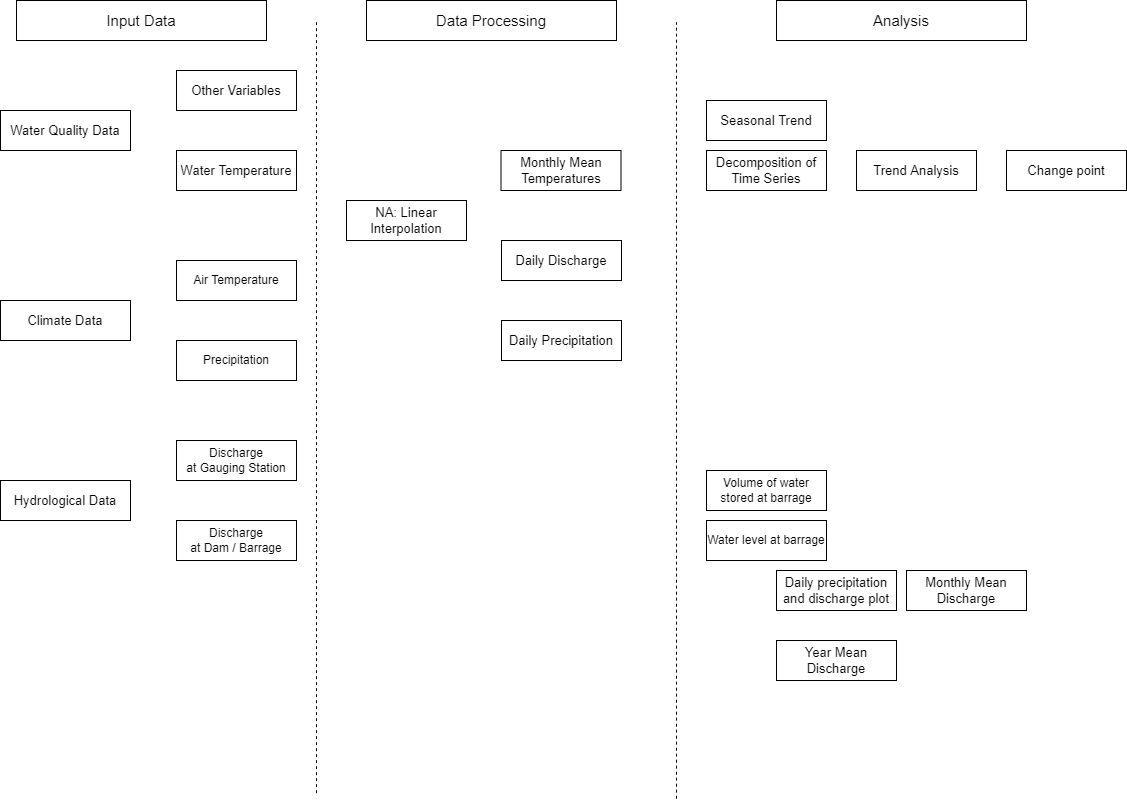 Input Data
Data Processing
Analysis
Other Variables
Water Quality Data
Water Temperature
Air Temperature
Climate Data
Precipitation
Discharge
at Gauging Station
Hydrological Data
Discharge
at Dam / Barrage
NA: Linear
Interpolation
Monthly Mean
Temperatures
Daily Discharge
Daily Precipitation
Seasonal Trend
Decomposition of
Time Series
Trend Analysis
Change point
Volume of water
stored at barrage
Water level at barrage
Daily precipitation
and discharge plot
Monthly Mean
Discharge
Year Mean
Discharge